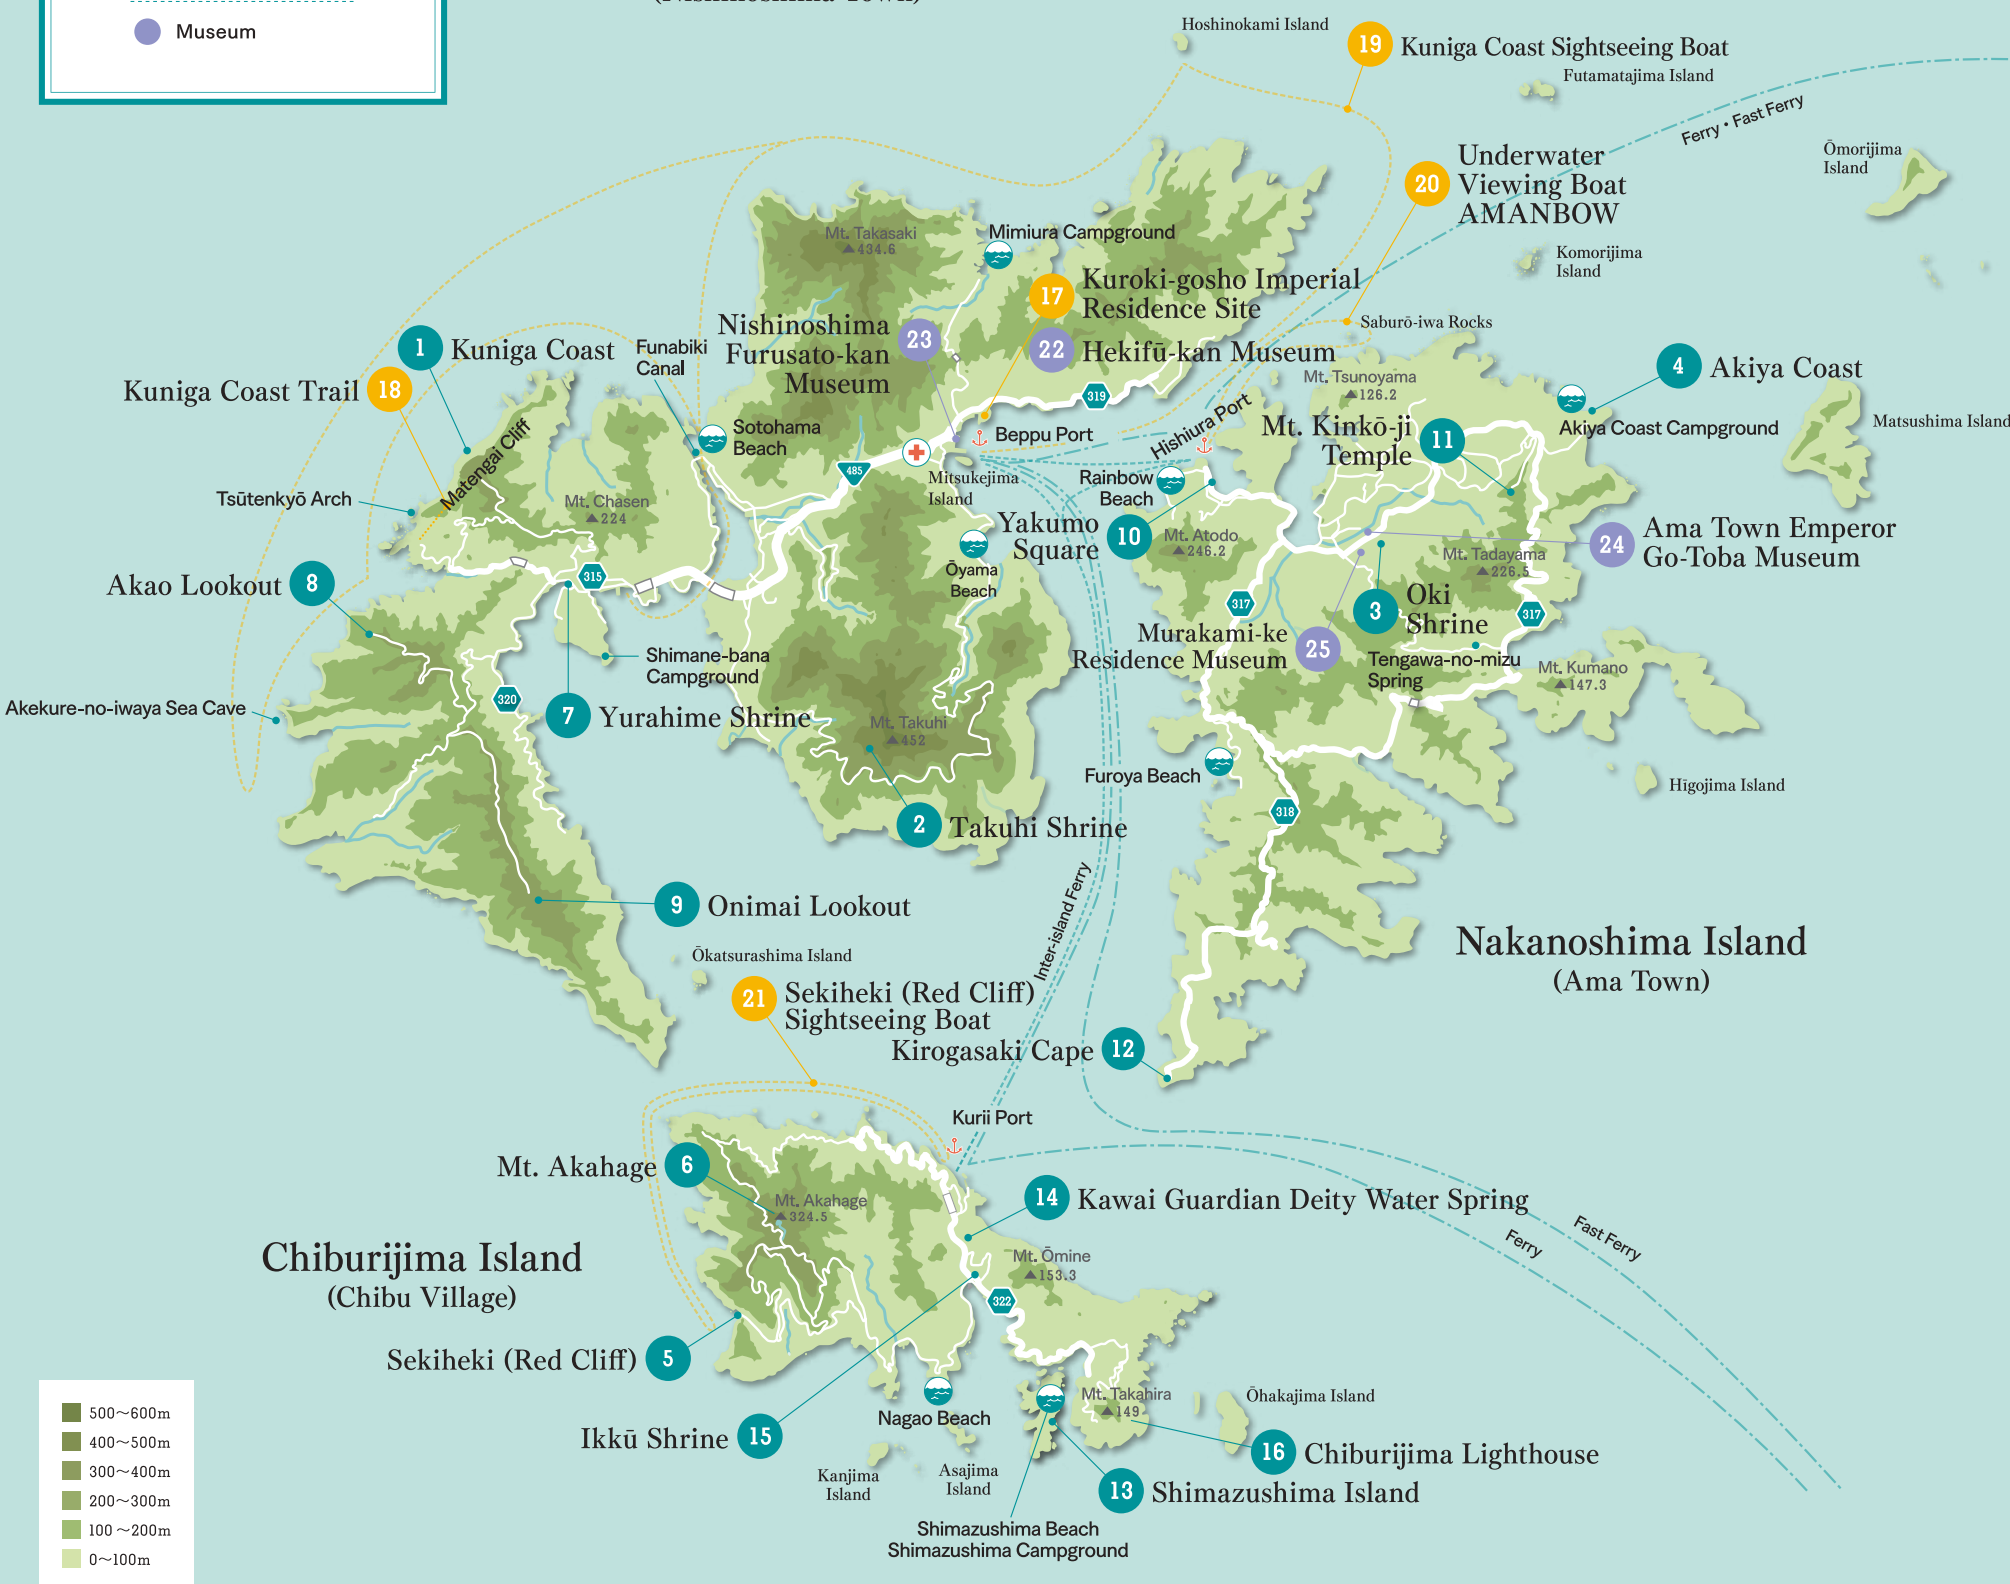 Museum
Hoshinokami Island
19 Kuniga Coast Sightseeing Boat
Futamatajima Island
Ferry・Fast Ferry
Ōmorijima
Island
20
Underwater
Viewing Boat
AMANBOW
Komorijima
Island
Mt. Takasaki
434.6
Mimiura Campground
17
Kuroki-gosho Imperial
Residence Site
22 Hekifū-kan Museum
Nishinoshima
Furusato-kan
Museum
23
Saburō-iwa Rocks
1 Kuniga Coast
Kuniga Coast Trail 18
Funabiki
Canal
319
4 Akiya Coast
Mt. Tsunoyama
126.2
Matsushima Island
Matengai Cliff
Sotohama
Beach
Beppu Port
Hishiura Port
Mt. Kinkō-ji
Temple
11
Akiya Coast Campground
485
Mitsukejima
Island
Rainbow
Beach
Tsūtenkyō Arch
Mt. Chasen
224
Yakumo
Square
10
Mt. Atodo
246.2
24
Ama Town Emperor
Go-Toba Museum
Mt. Tadayama
226.5
Ōyama
Beach
Akao Lookout 8
315
317
3
Oki
Shrine
317
Murakami-ke
Residence Museum
25
Tengawa-no-mizu
Spring
Shimane-bana
Campground
Mt. Kumano
147.3
320
Akekure-no-iwaya Sea Cave
7 Yurahime Shrine
Mt. Takuhi
452
Furoya Beach
Higojima Island
318
2 Takuhi Shrine
9 Onimai Lookout
Inter-island Ferry
Nakanoshima Island
(Ama Town)
Ōkatsurashima Island
21
Sekiheki (Red Cliff)
Sightseeing Boat
Kirogasaki Cape 12
Kurii Port
Mt. Akahage 6
Mt. Akahage
324.5
14 Kawai Guardian Deity Water Spring
Ferry
Fast Ferry
Chiburijima Island
(Chibu Village)
Mt. Ōmine
153.3
322
Sekiheki (Red Cliff) 5
Nagao Beach
Mt. Takahira
149
Ōhakajima Island
Ikkū Shrine 15
16 Chiburijima Lighthouse
Kanjima
Island
Asajima
Island
13 Shimazushima Island
Shimazushima Beach
Shimazushima Campground
500～600m
400～500m
300～400m
200～300m
100～200m
0～100m